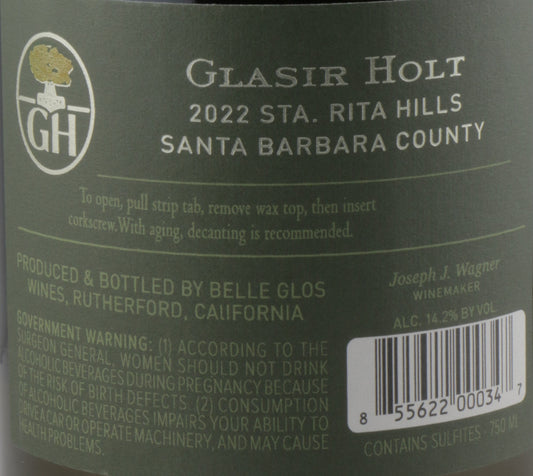 GH
GLASIR HOLT
2022 STA. RITA HILLS
SANTA BARBARA COUNTY
To open, pull strip tab, remove wax top, then insert
corkscrew.With aging, decanting is recommended.
PRODUCED & BOTTLED BY BELLE GLOS
WINES, RUTHERFORD, CALIFORNIA
Joseph J. Wagner
WINEMAKER
ALC. 14.2% BY VOL.
GOVERNMENT WARNING: (1) ACCORDING TO THE
SURGEON GENERAL, WOMEN SHOULD NOT DRINK
ALCOHOLIC BEVERAGES DURING PREGNANCY BECAUSE
OF THE RISK OF BIRTH DEFECTS. (2) CONSUMPTION
OF ALCOHOLIC BEVERAGES IMPAIRS YOUR ABILITY TO
DRIVE A CAR OR OPERATE MACHINERY, AND MAY CAUSE
HEALTH PROBLEMS.
8 55622 00034 7
CONTAINS SULFITES - 750 ML